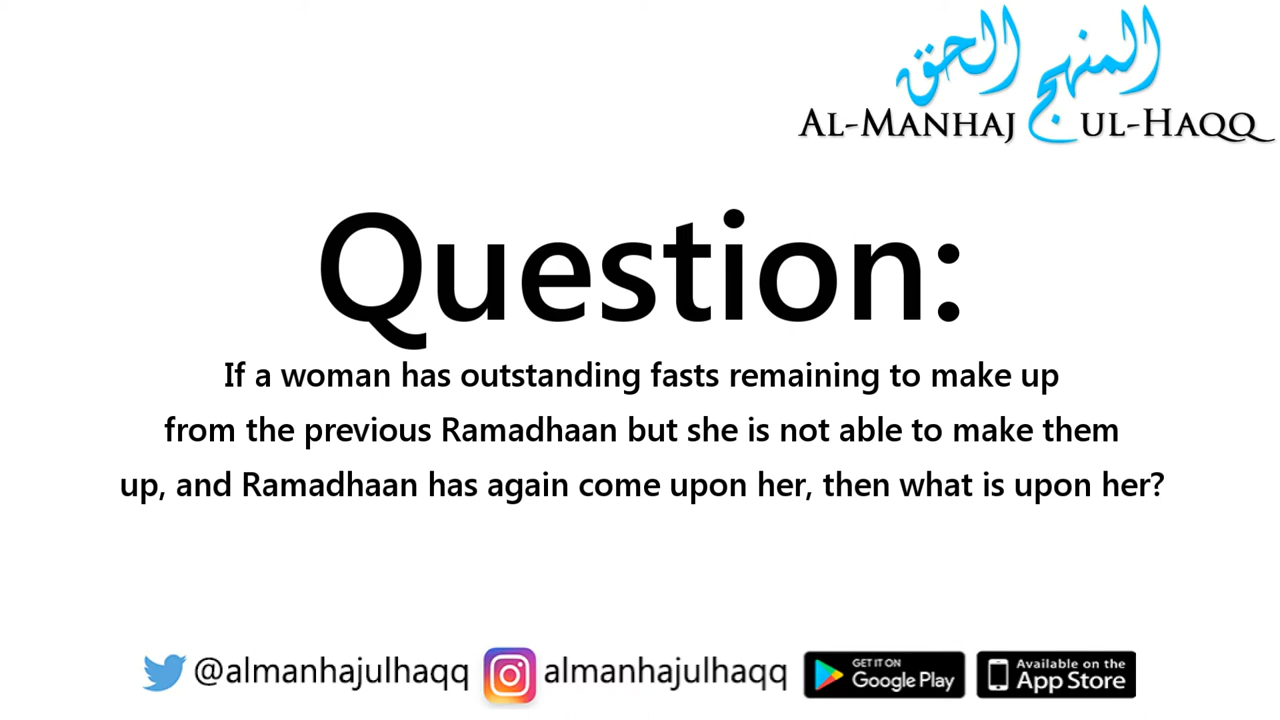 المنهج الحق
AL-MANHAJ UL-HAQQ
Question:
If a woman has outstanding fasts remaining to make up
from the previous Ramadhaan but she is not able to make them
up, and Ramadhaan has again come upon her, then what is upon her?
@almanhajulhaqq almanhajulhaqq GET IT ON Google Play Available on the App Store